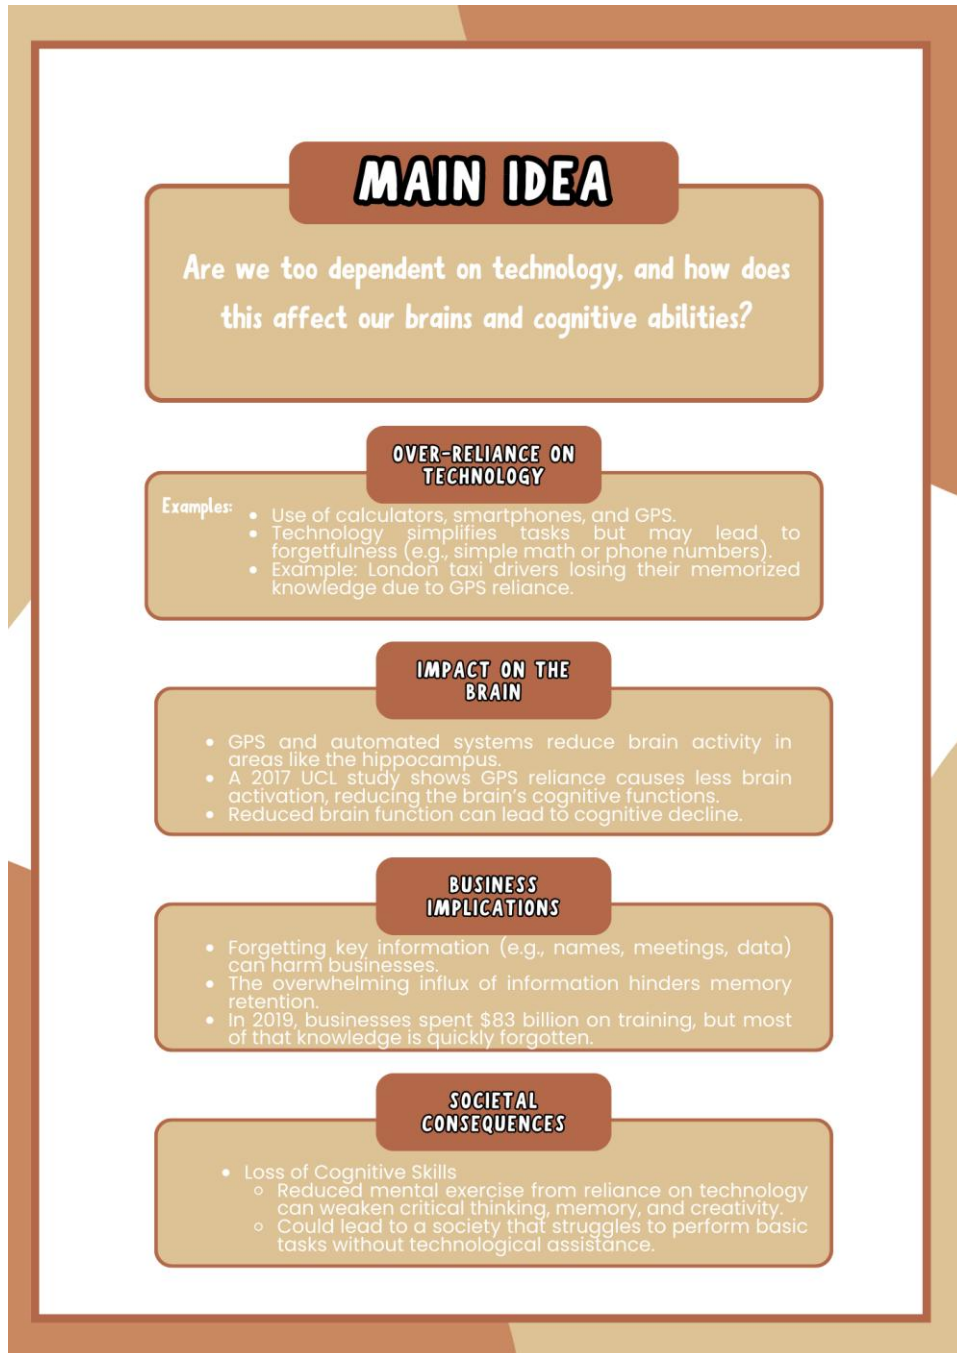 MAIN IDEA
Are we too dependent on technology, and how does
this affect our brains and cognitive abilities?
OVER-RELIANCE ON
TECHNOLOGY
Examples:
• Use of calculators, smartphones, and GPS.
• Technology simplifies tasks but may lead to
forgetfulness (e.g., simple math or phone numbers).
• Example: London taxi drivers losing their memorized
knowledge due to GPS reliance.
IMPACT ON THE
BRAIN
• GPS and automated systems reduce brain activity in
areas like the hippocampus.
• A 2017 UCL study shows GPS reliance causes less brain
activation, reducing the brain's cognitive functions.
• Reduced brain function can lead to cognitive decline.
BUSINESS
IMPLICATIONS
• Forgetting key information (e.g., names, meetings, data)
can harm businesses.
• The overwhelming influx of information hinders memory
retention.
• In 2019, businesses spent $83 billion on training, but most
of that knowledge is quickly forgotten.
SOCIETAL
CONSEQUENCES
• Loss of Cognitive Skills
○ Reduced mental exercise from reliance on technology
can weaken critical thinking, memory, and creativity.
○ Could lead to a society that struggles to perform basic
tasks without technological assistance.